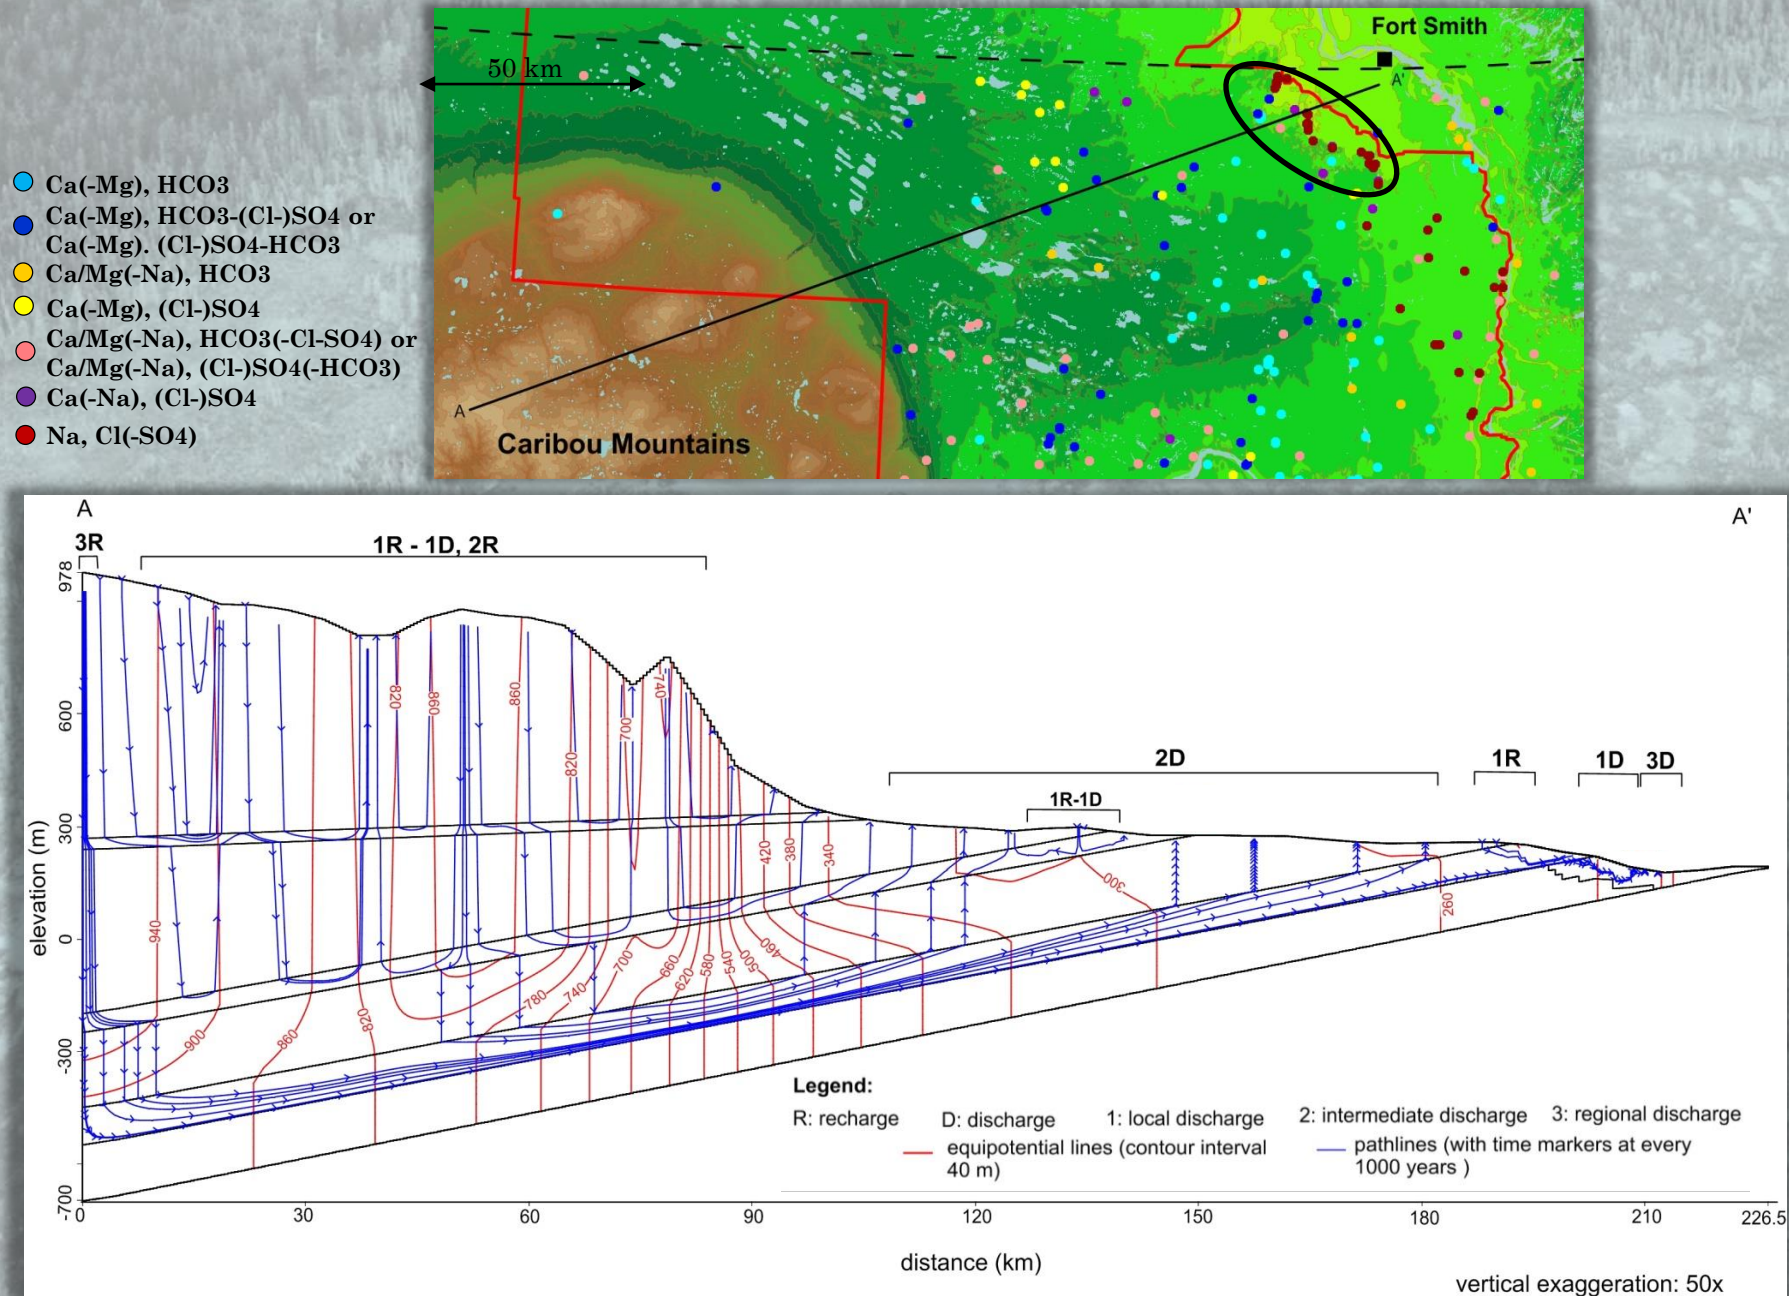 50 km
Fort Smith
A'
A
Caribou Mountains
Ca(-Mg), HCO3
Ca(-Mg), HCO3-(Cl-)SO4 or
Ca(-Mg). (Cl-)SO4-HCO3
Ca/Mg(-Na), HCO3
Ca(-Mg), (Cl-)SO4
Ca/Mg(-Na), HCO3(-Cl-SO4) or
Ca/Mg(-Na), (Cl-)SO4(-HCO3)
Ca(-Na), (Cl-)SO4
Na, Cl(-SO4)
A
A'
3R
1R - 1D, 2R
2D
1R-1D
1R
1D
3D
978
600
300
0
-300
-700
elevation (m)
940
900
860
820
820
860
860
820
700
740
780
740
700
660
620
580
540
500
460
420
380
340
300
260
Legend:
R: recharge D: discharge 1: local discharge 2: intermediate discharge 3: regional discharge
equipotential lines (contour interval
40 m)
pathlines (with time markers at every
1000 years )
0 30 60 90 120 150 180 210 226.5
distance (km)
vertical exaggeration: 50x